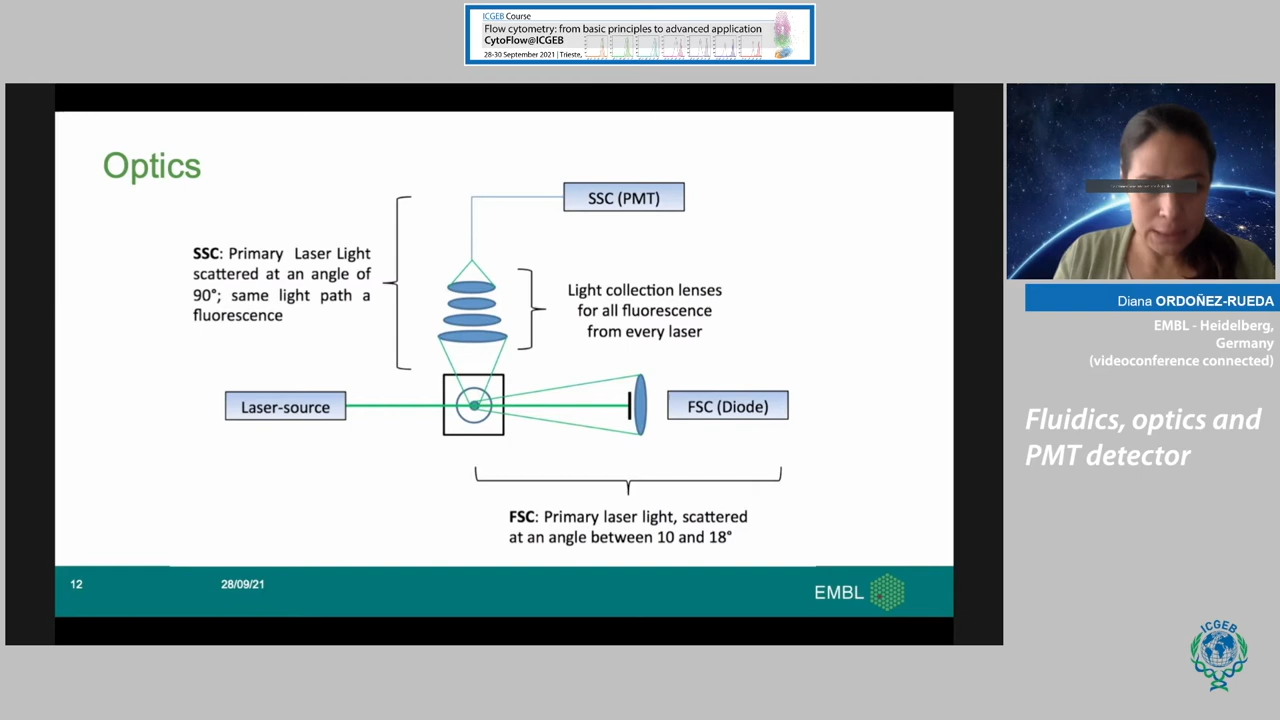 ICGEB Course
Flow cytometry: from basic principles to advanced application
CytoFlow@ICGEB
28-30 September 2021 | Trieste,
Optics
SSC (PMT)
SSC: Primary Laser Light
scattered at an angle of
90°; same light path a
fluorescence
Light collection lenses
for all fluorescence
from every laser
Laser-source
FSC (Diode)
FSC: Primary laser light, scattered
at an angle between 10 and 18°
12
28/09/21
EMBL
Diana ORDOÑEZ-RUEDA
EMBL - Heidelberg,
Germany
(videoconference connected)
Fluidics, optics and
PMT detector
ICGEB